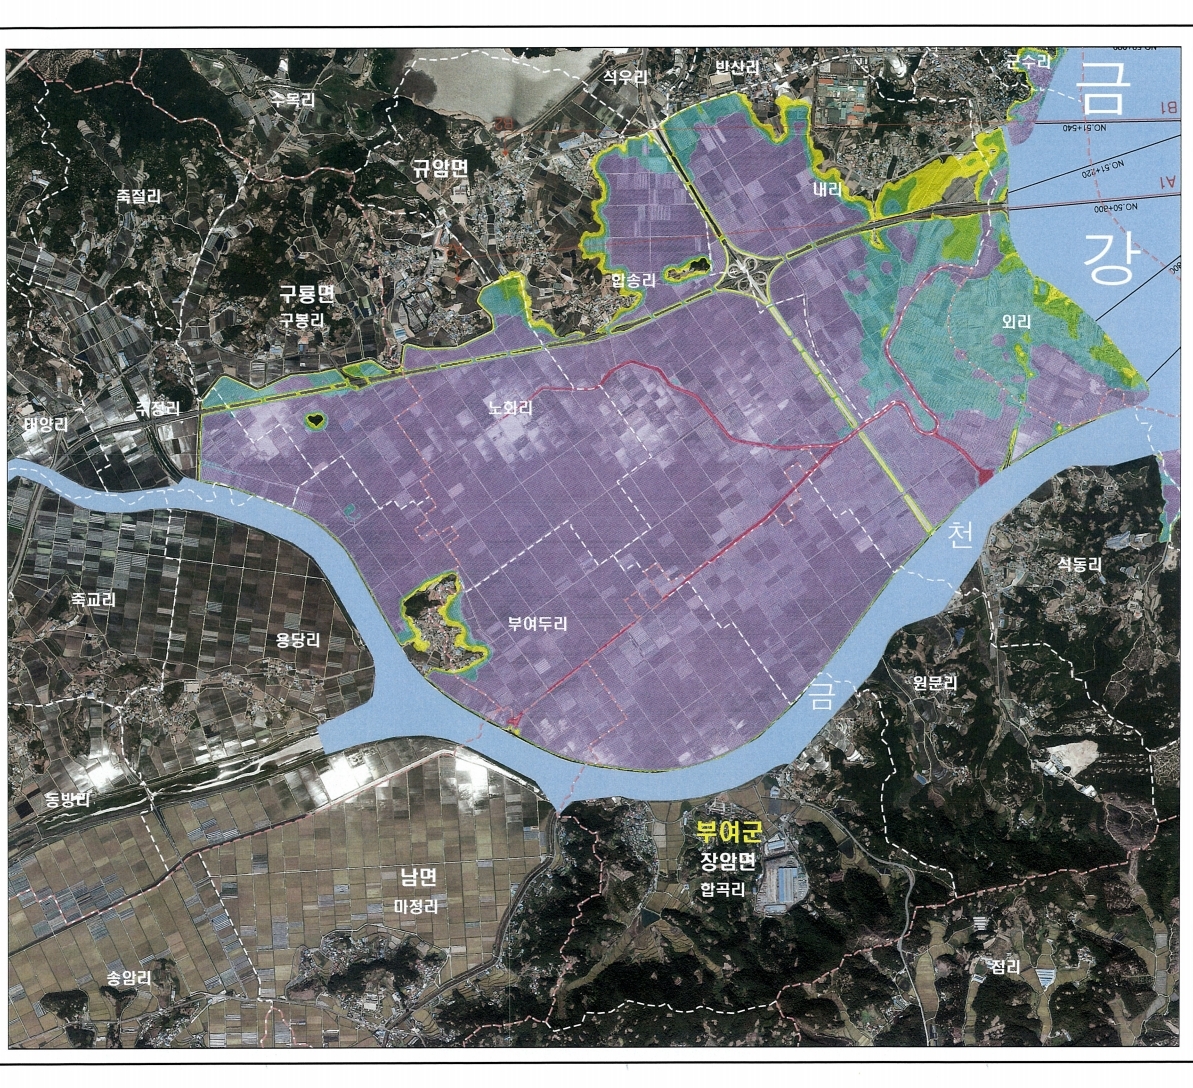 군수리
금
석우리
반산리
수목리
B1
NO.51+540
규암면
NO.51+220
죽절리
내리
A1
NO.50+800
강
합송리
구룡면
구봉리
외리
주정리
노화리
태양리
천
석동리
죽교리
부여두리
용당리
원문리
금
동방리
부여군
장암면
합곡리
남면
마정리
점리
송암리